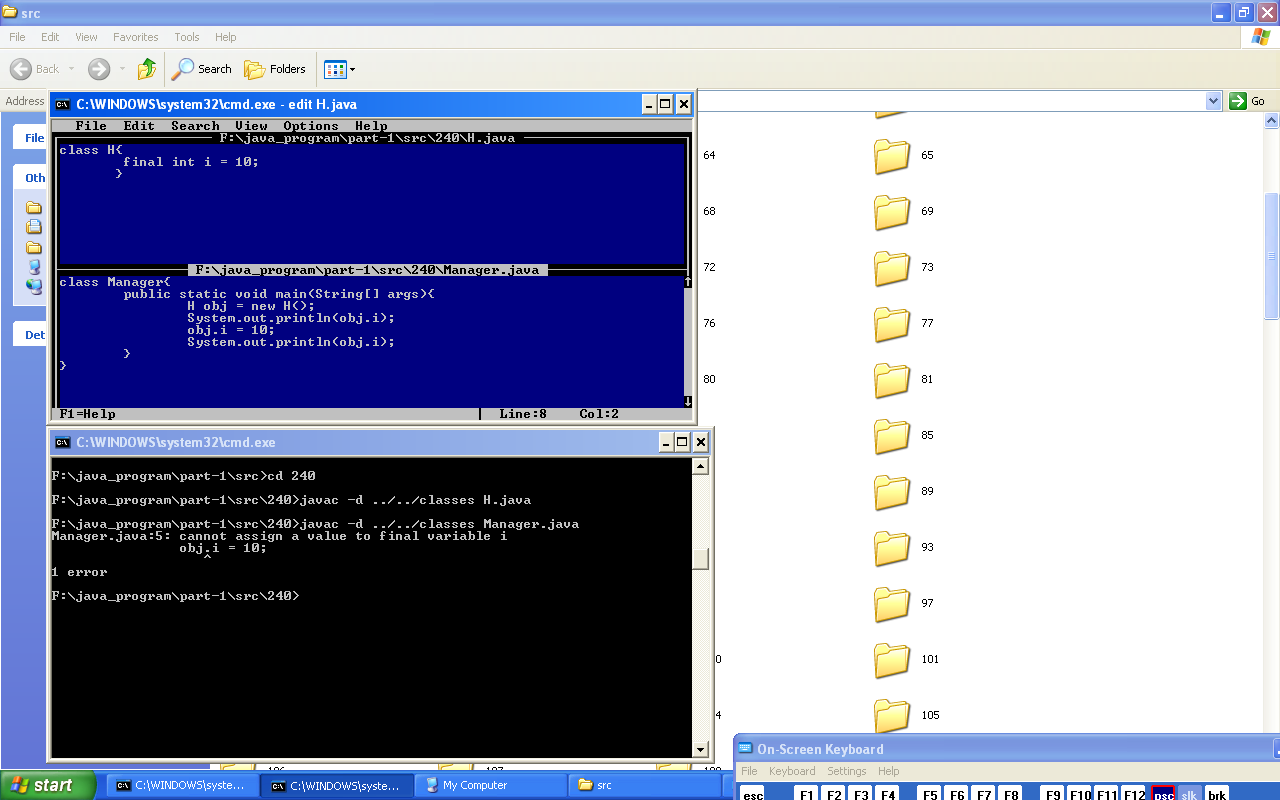 src
File Edit View Favorites Tools Help
Back Search Folders
Address Go
C:\WINDOWS\system32\cmd.exe - edit H.java
File Edit Search View Options Help
F:\java_program\part-1\src\240\H.java
class H{
final int i = 10;
}
F:\java_program\part-1\src\240\Manager.java
class Manager{
public static void main(String[] args){
H obj = new H();
System.out.println(obj.i);
obj.i = 10;
System.out.println(obj.i);
}
}
F1=Help Line:8 Col:2
C:\WINDOWS\system32\cmd.exe
F:\java_program\part-1\src>cd 240
F:\java_program\part-1\src\240>javac -d ../../classes H.java
F:\java_program\part-1\src\240>javac -d ../../classes Manager.java
Manager.java:5: cannot assign a value to final variable i
obj.i = 10;
^
1 error
F:\java_program\part-1\src\240>
File
Oth
Det
64 65
68 69
72 73
76 77
80 81
85
89
93
97
0 101
4 105
On-Screen Keyboard
File Keyboard Settings Help
esc F1 F2 F3 F4 F5 F6 F7 F8 F9 F10 F11 F12 psc slk brk
start C:\WINDOWS\syste... C:\WINDOWS\syste... My Computer src